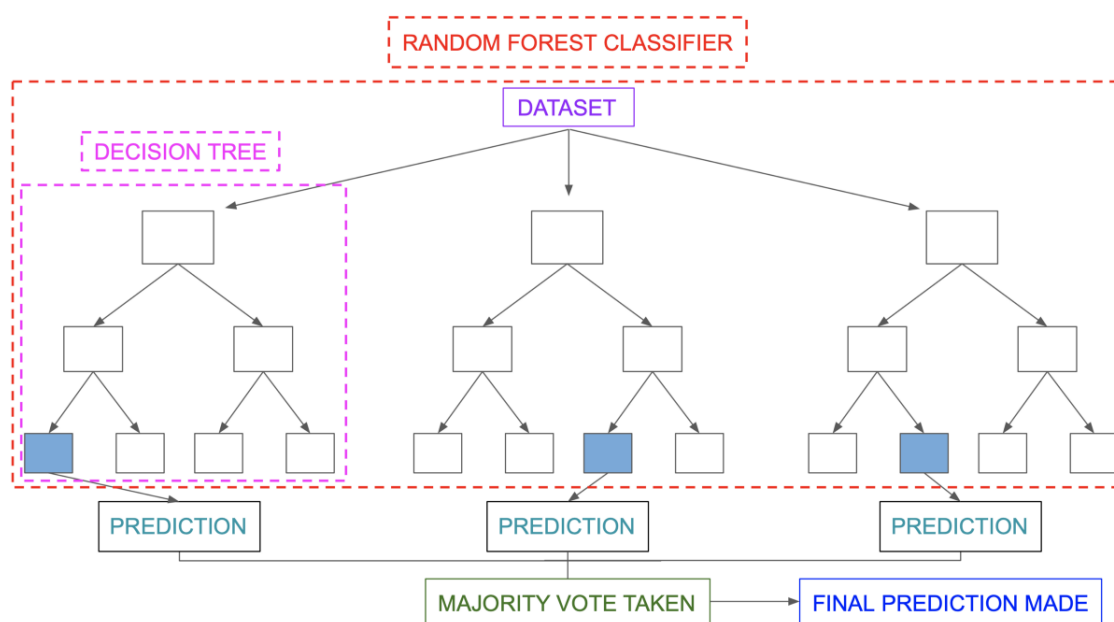 RANDOM FOREST CLASSIFIER
DATASET
DECISION TREE
PREDICTION
PREDICTION
PREDICTION
MAJORITY VOTE TAKEN
FINAL PREDICTION MADE